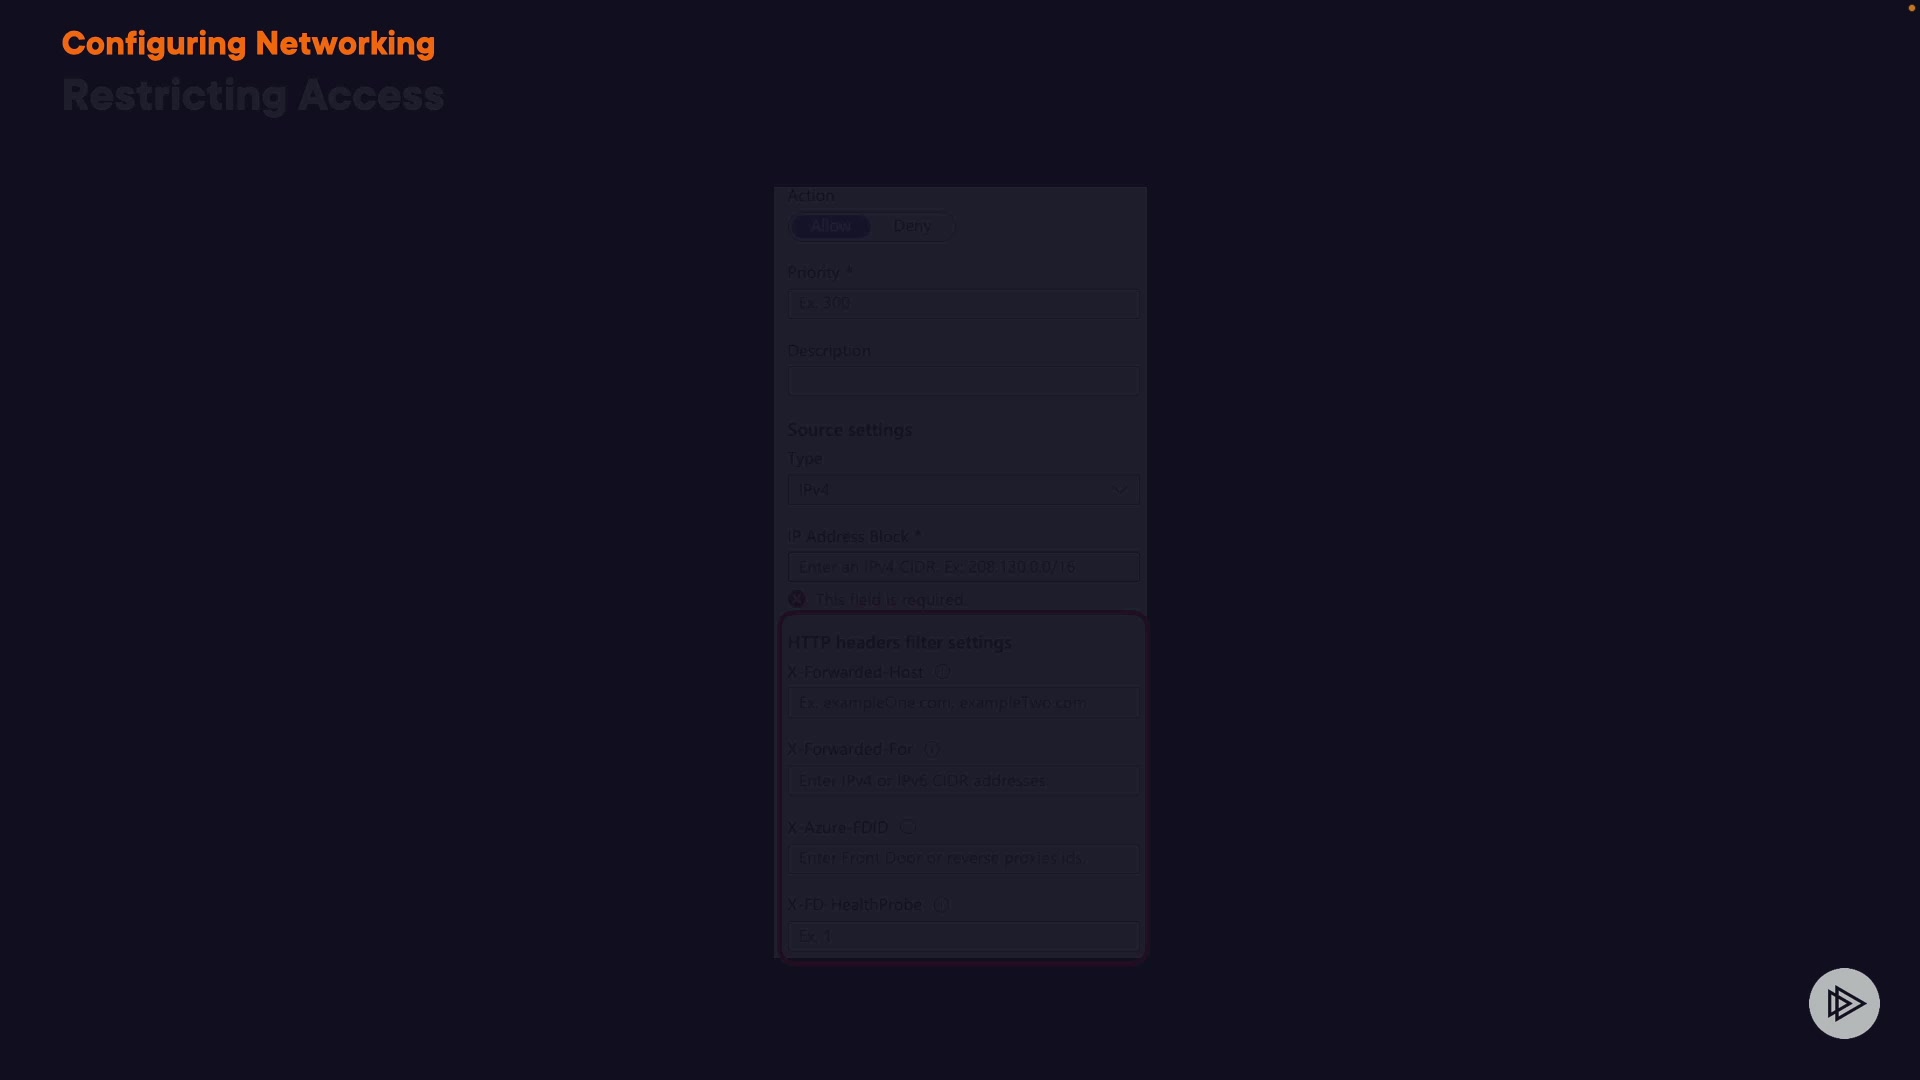 Configuring Networking
Restricting Access
Action
Allow Deny
Priority *
Ex. 300
Description
Source settings
Type
IPv4
IP Address Block *
Enter an IPv4 CIDR. Ex: 208.130.0.0/16
This field is required.
HTTP headers filter settings
X-Forwarded-Host
Ex. exampleOne.com, exampleTwo.com
X-Forwarded-For
Enter IPv4 or IPv6 CIDR addresses.
X-Azure-FDID
Enter Front Door or reverse proxies ids.
X-FD-HealthProbe
Ex. 1